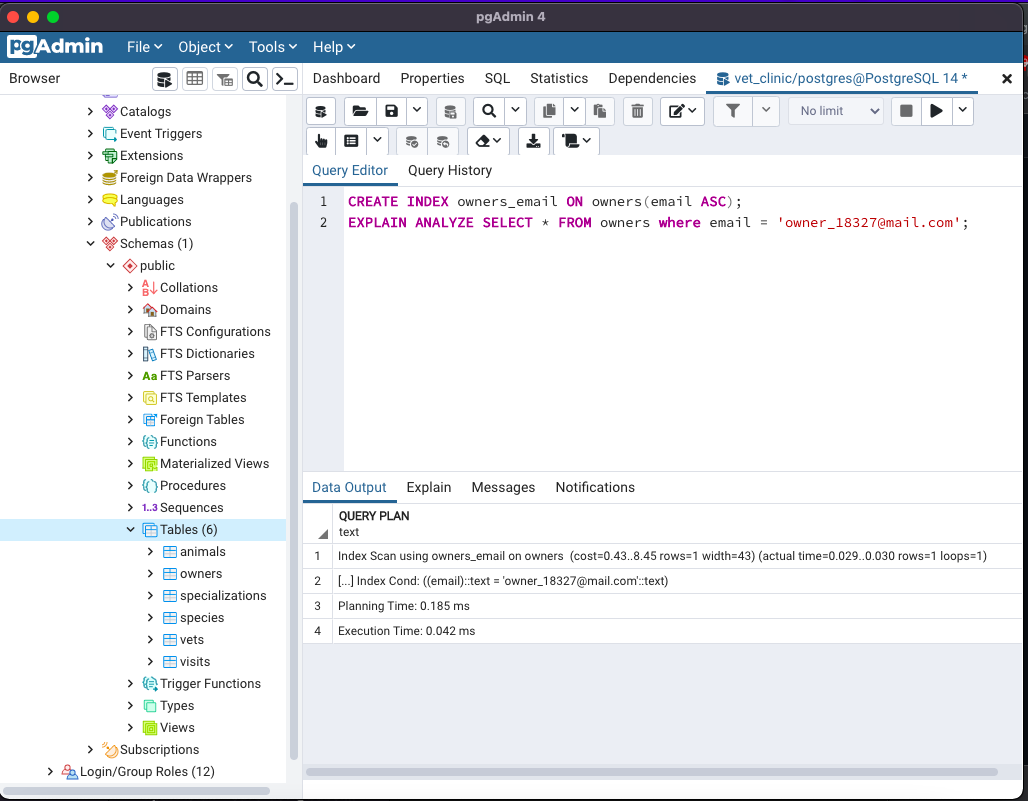 pgAdmin 4
pgAdmin File Object Tools Help
Browser
Dashboard Properties SQL Statistics Dependencies vet_clinic/postgres@PostgreSQL 14 *
Catalogs
Event Triggers
Extensions
Foreign Data Wrappers
Languages
Publications
Schemas (1)
public
Collations
Domains
FTS Configurations
FTS Dictionaries
Aa FTS Parsers
FTS Templates
Foreign Tables
Functions
Materialized Views
Procedures
1..3 Sequences
Tables (6)
animals
owners
specializations
species
vets
visits
Trigger Functions
Types
Views
Subscriptions
Login/Group Roles (12)
No limit
Query Editor Query History
1 CREATE INDEX owners_email ON owners(email ASC);
2 EXPLAIN ANALYZE SELECT * FROM owners where email = 'owner_18327@mail.com';
Data Output Explain Messages Notifications
QUERY PLAN
text
1 Index Scan using owners_email on owners (cost=0.43..8.45 rows=1 width=43) (actual time=0.029..0.030 rows=1 loops=1)
2 [...] Index Cond: ((email)::text = 'owner_18327@mail.com'::text)
3 Planning Time: 0.185 ms
4 Execution Time: 0.042 ms